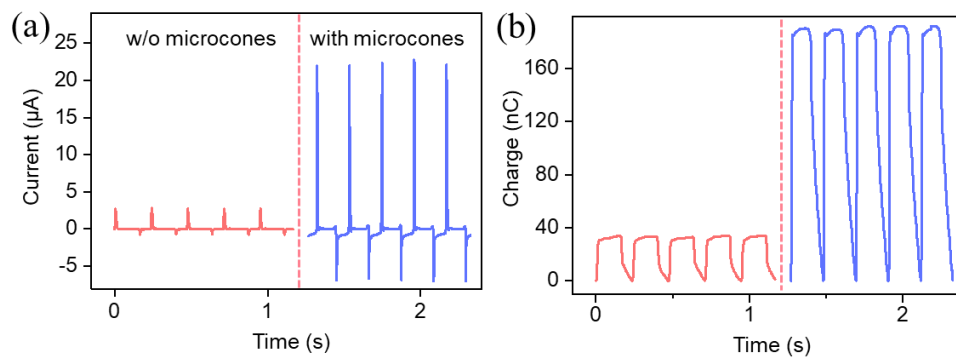 (a)
w/o microcones
with microcones
25
20
15
10
5
0
-5
Current (μA)
0
1
2
Time (s)
(b)
160
120
80
40
0
Charge (nC)
0
1
2
Time (s)